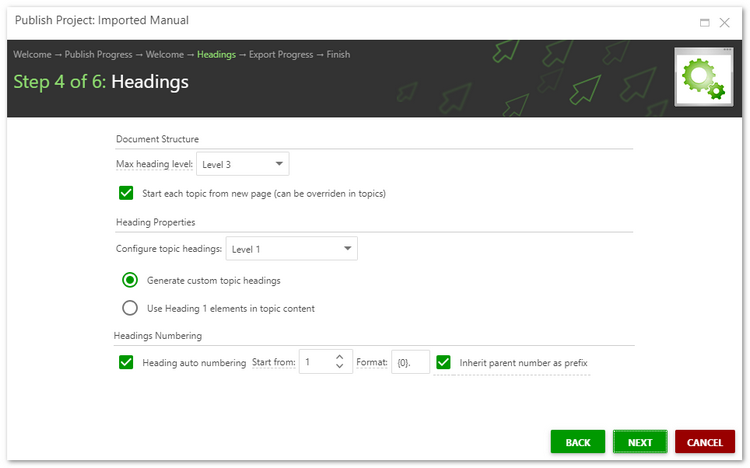 Publish Project: Imported Manual
Welcome → Publish Progress → Welcome → Headings → Export Progress → Finish
Step 4 of 6: Headings
Document Structure
Max heading level: Level 3
Start each topic from new page (can be overriden in topics)
Heading Properties
Configure topic headings: Level 1
Generate custom topic headings
Use Heading 1 elements in topic content
Headings Numbering
Heading auto numbering Start from: 1 Format: {0}. Inherit parent number as prefix
BACK NEXT CANCEL